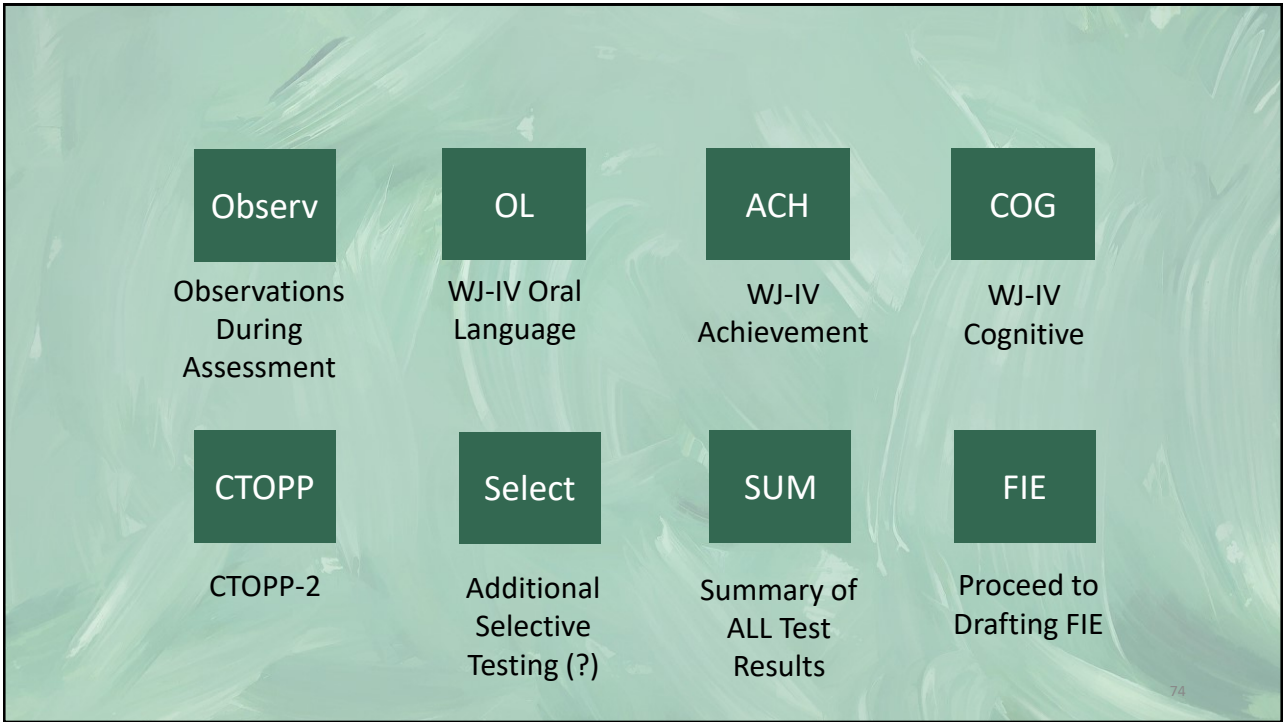 Observ
OL
ACH
COG
Observations
During
Assessment
WJ-IV Oral
Language
WJ-IV
Achievement
WJ-IV
Cognitive
CTOPP
Select
SUM
FIE
CTOPP-2
Additional
Selective
Testing (?)
Summary of
ALL Test
Results
Proceed to
Drafting FIE
74